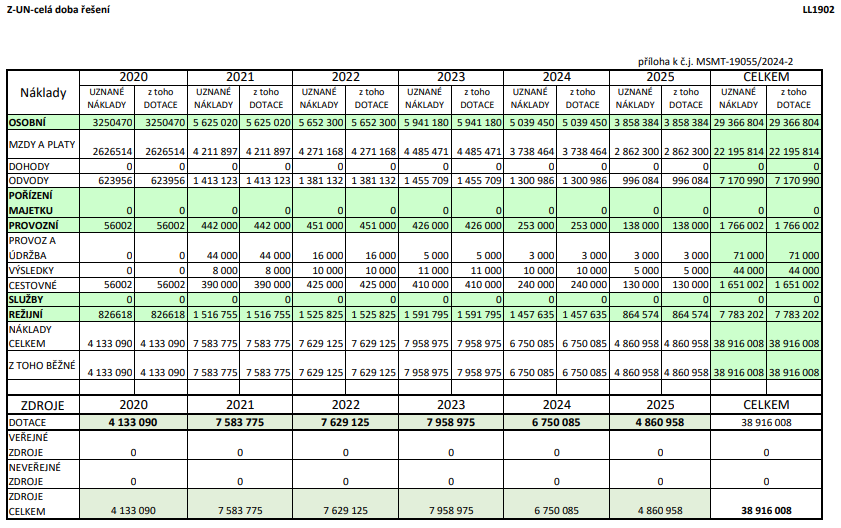 Z-UN-celá doba řešení LL1902
příloha k č.j. MSMT-19055/2024-2
Náklady 2020 2021 2022 2023 2024 2025 CELKEM
UZNANÉ z toho UZNANÉ z toho UZNANÉ z toho UZNANÉ z toho UZNANÉ z toho UZNANÉ z toho UZNANÉ z toho
NÁKLADY DOTACE NÁKLADY DOTACE NÁKLADY DOTACE NÁKLADY DOTACE NÁKLADY DOTACE NÁKLADY DOTACE NÁKLADY DOTACE
OSOBNÍ 3250470 3250470 5 625 020 5 625 020 5 652 300 5 652 300 5 941 180 5 941 180 5 039 450 5 039 450 3 858 384 3 858 384 29 366 804 29 366 804
MZDY A PLATY 2626514 2626514 4 211 897 4 211 897 4 271 168 4 271 168 4 485 471 4 485 471 3 738 464 3 738 464 2 862 300 2 862 300 22 195 814 22 195 814
DOHODY 0 0 0 0 0 0 0 0 0 0 0 0 0 0
ODVODY 623956 623956 1 413 123 1 413 123 1 381 132 1 381 132 1 455 709 1 455 709 1 300 986 1 300 986 996 084 996 084 7 170 990 7 170 990
POŘÍZENÍ
MAJETKU 0 0 0 0 0 0 0 0 0 0 0 0 0 0
PROVOZNÍ 56002 56002 442 000 442 000 451 000 451 000 426 000 426 000 253 000 253 000 138 000 138 000 1 766 002 1 766 002
PROVOZ A
ÚDRŽBA 0 0 44 000 44 000 16 000 16 000 5 000 5 000 3 000 3 000 3 000 3 000 71 000 71 000
VÝSLEDKY 0 0 8 000 8 000 10 000 10 000 11 000 11 000 10 000 10 000 5 000 5 000 44 000 44 000
CESTOVNÉ 56002 56002 390 000 390 000 425 000 425 000 410 000 410 000 240 000 240 000 130 000 130 000 1 651 002 1 651 002
SLUŽBY 0 0 0 0 0 0 0 0 0 0 0 0 0 0
REŽIJNÍ 826618 826618 1 516 755 1 516 755 1 525 825 1 525 825 1 591 795 1 591 795 1 457 635 1 457 635 864 574 864 574 7 783 202 7 783 202
NÁKLADY
CELKEM 4 133 090 4 133 090 7 583 775 7 583 775 7 629 125 7 629 125 7 958 975 7 958 975 6 750 085 6 750 085 4 860 958 4 860 958 38 916 008 38 916 008
Z TOHO BĚŽNÉ 4 133 090 4 133 090 7 583 775 7 583 775 7 629 125 7 629 125 7 958 975 7 958 975 6 750 085 6 750 085 4 860 958 4 860 958 38 916 008 38 916 008
ZDROJE 2020 2021 2022 2023 2024 2025 CELKEM
DOTACE 4 133 090 7 583 775 7 629 125 7 958 975 6 750 085 4 860 958 38 916 008
VEŘEJNÉ
ZDROJE 0 0 0 0 0 0 0
NEVEŘEJNÉ
ZDROJE 0 0 0 0 0 0 0
ZDROJE
CELKEM 4 133 090 7 583 775 7 629 125 7 958 975 6 750 085 4 860 958 38 916 008